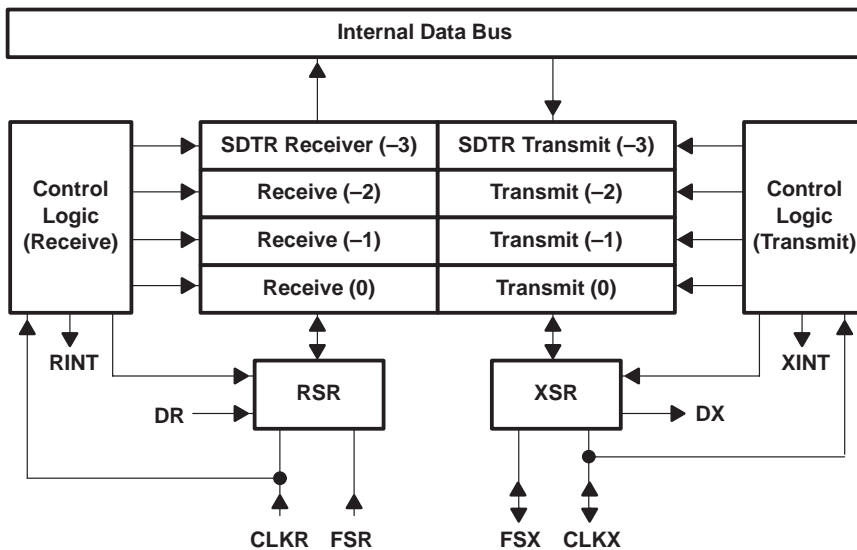 Internal Data Bus
SDTR Receiver (–3)
SDTR Transmit (–3)
Control
Logic
(Receive)
Receive (–2)
Transmit (–2)
Control
Logic
(Transmit)
Receive (–1)
Transmit (–1)
Receive (0)
Transmit (0)
RINT
XINT
RSR
XSR
DR
DX
CLKR
FSR
FSX
CLKX